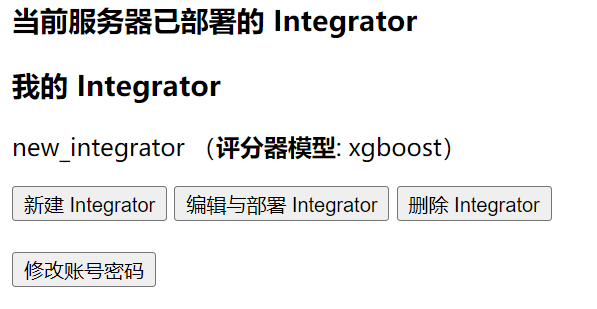 当前服务器已部署的 Integrator
我的 Integrator
new_integrator （评分器模型: xgboost）
新建 Integrator 编辑与部署 Integrator 删除 Integrator
修改账号密码